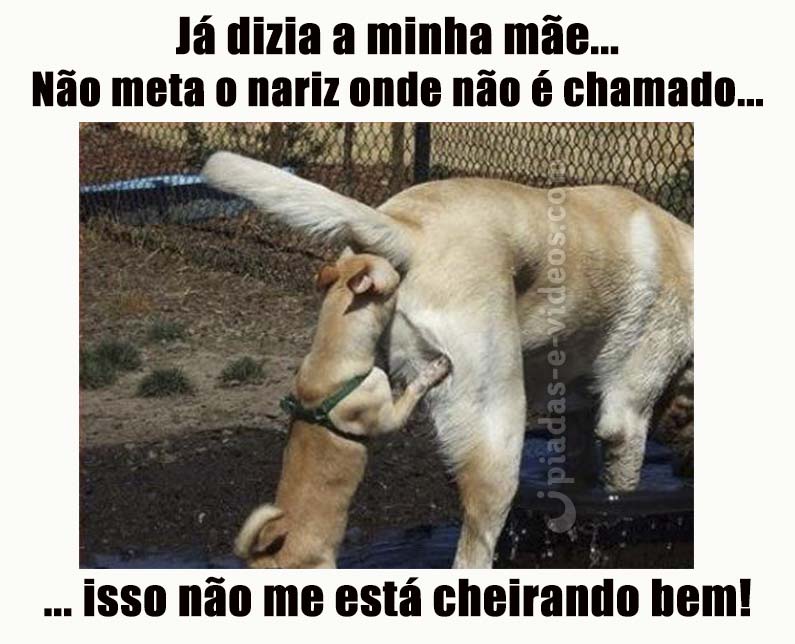 Já dizia a minha mãe...
Não meta o nariz onde não é chamado...
piadas-e-videos.com
... isso não me está cheirando bem!